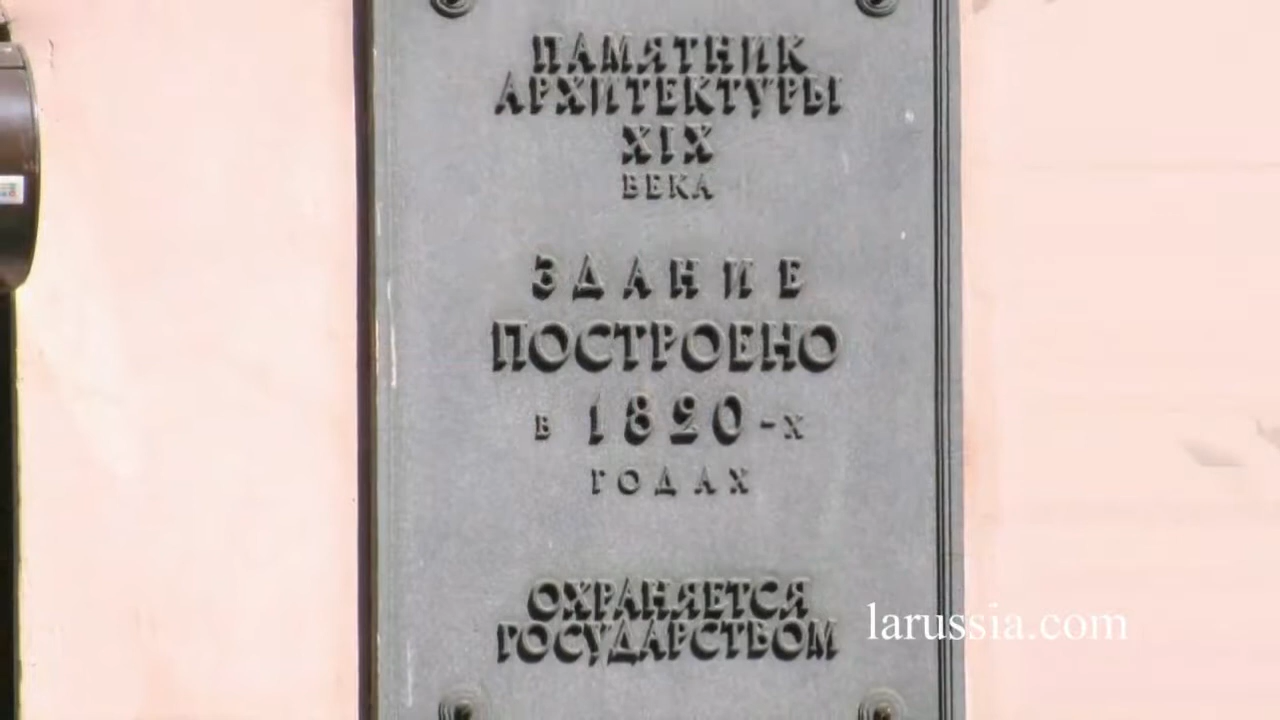 ПАМЯТНИК
АРХИТЕКТУРЫ
XIX
ВЕКА
ЗДАНИЕ
ПОСТРОЕНО
в 1820-х
ГОДАХ
ОХРАНЯЕТСЯ
ГОСУДАРСТВОМ
larussia.com